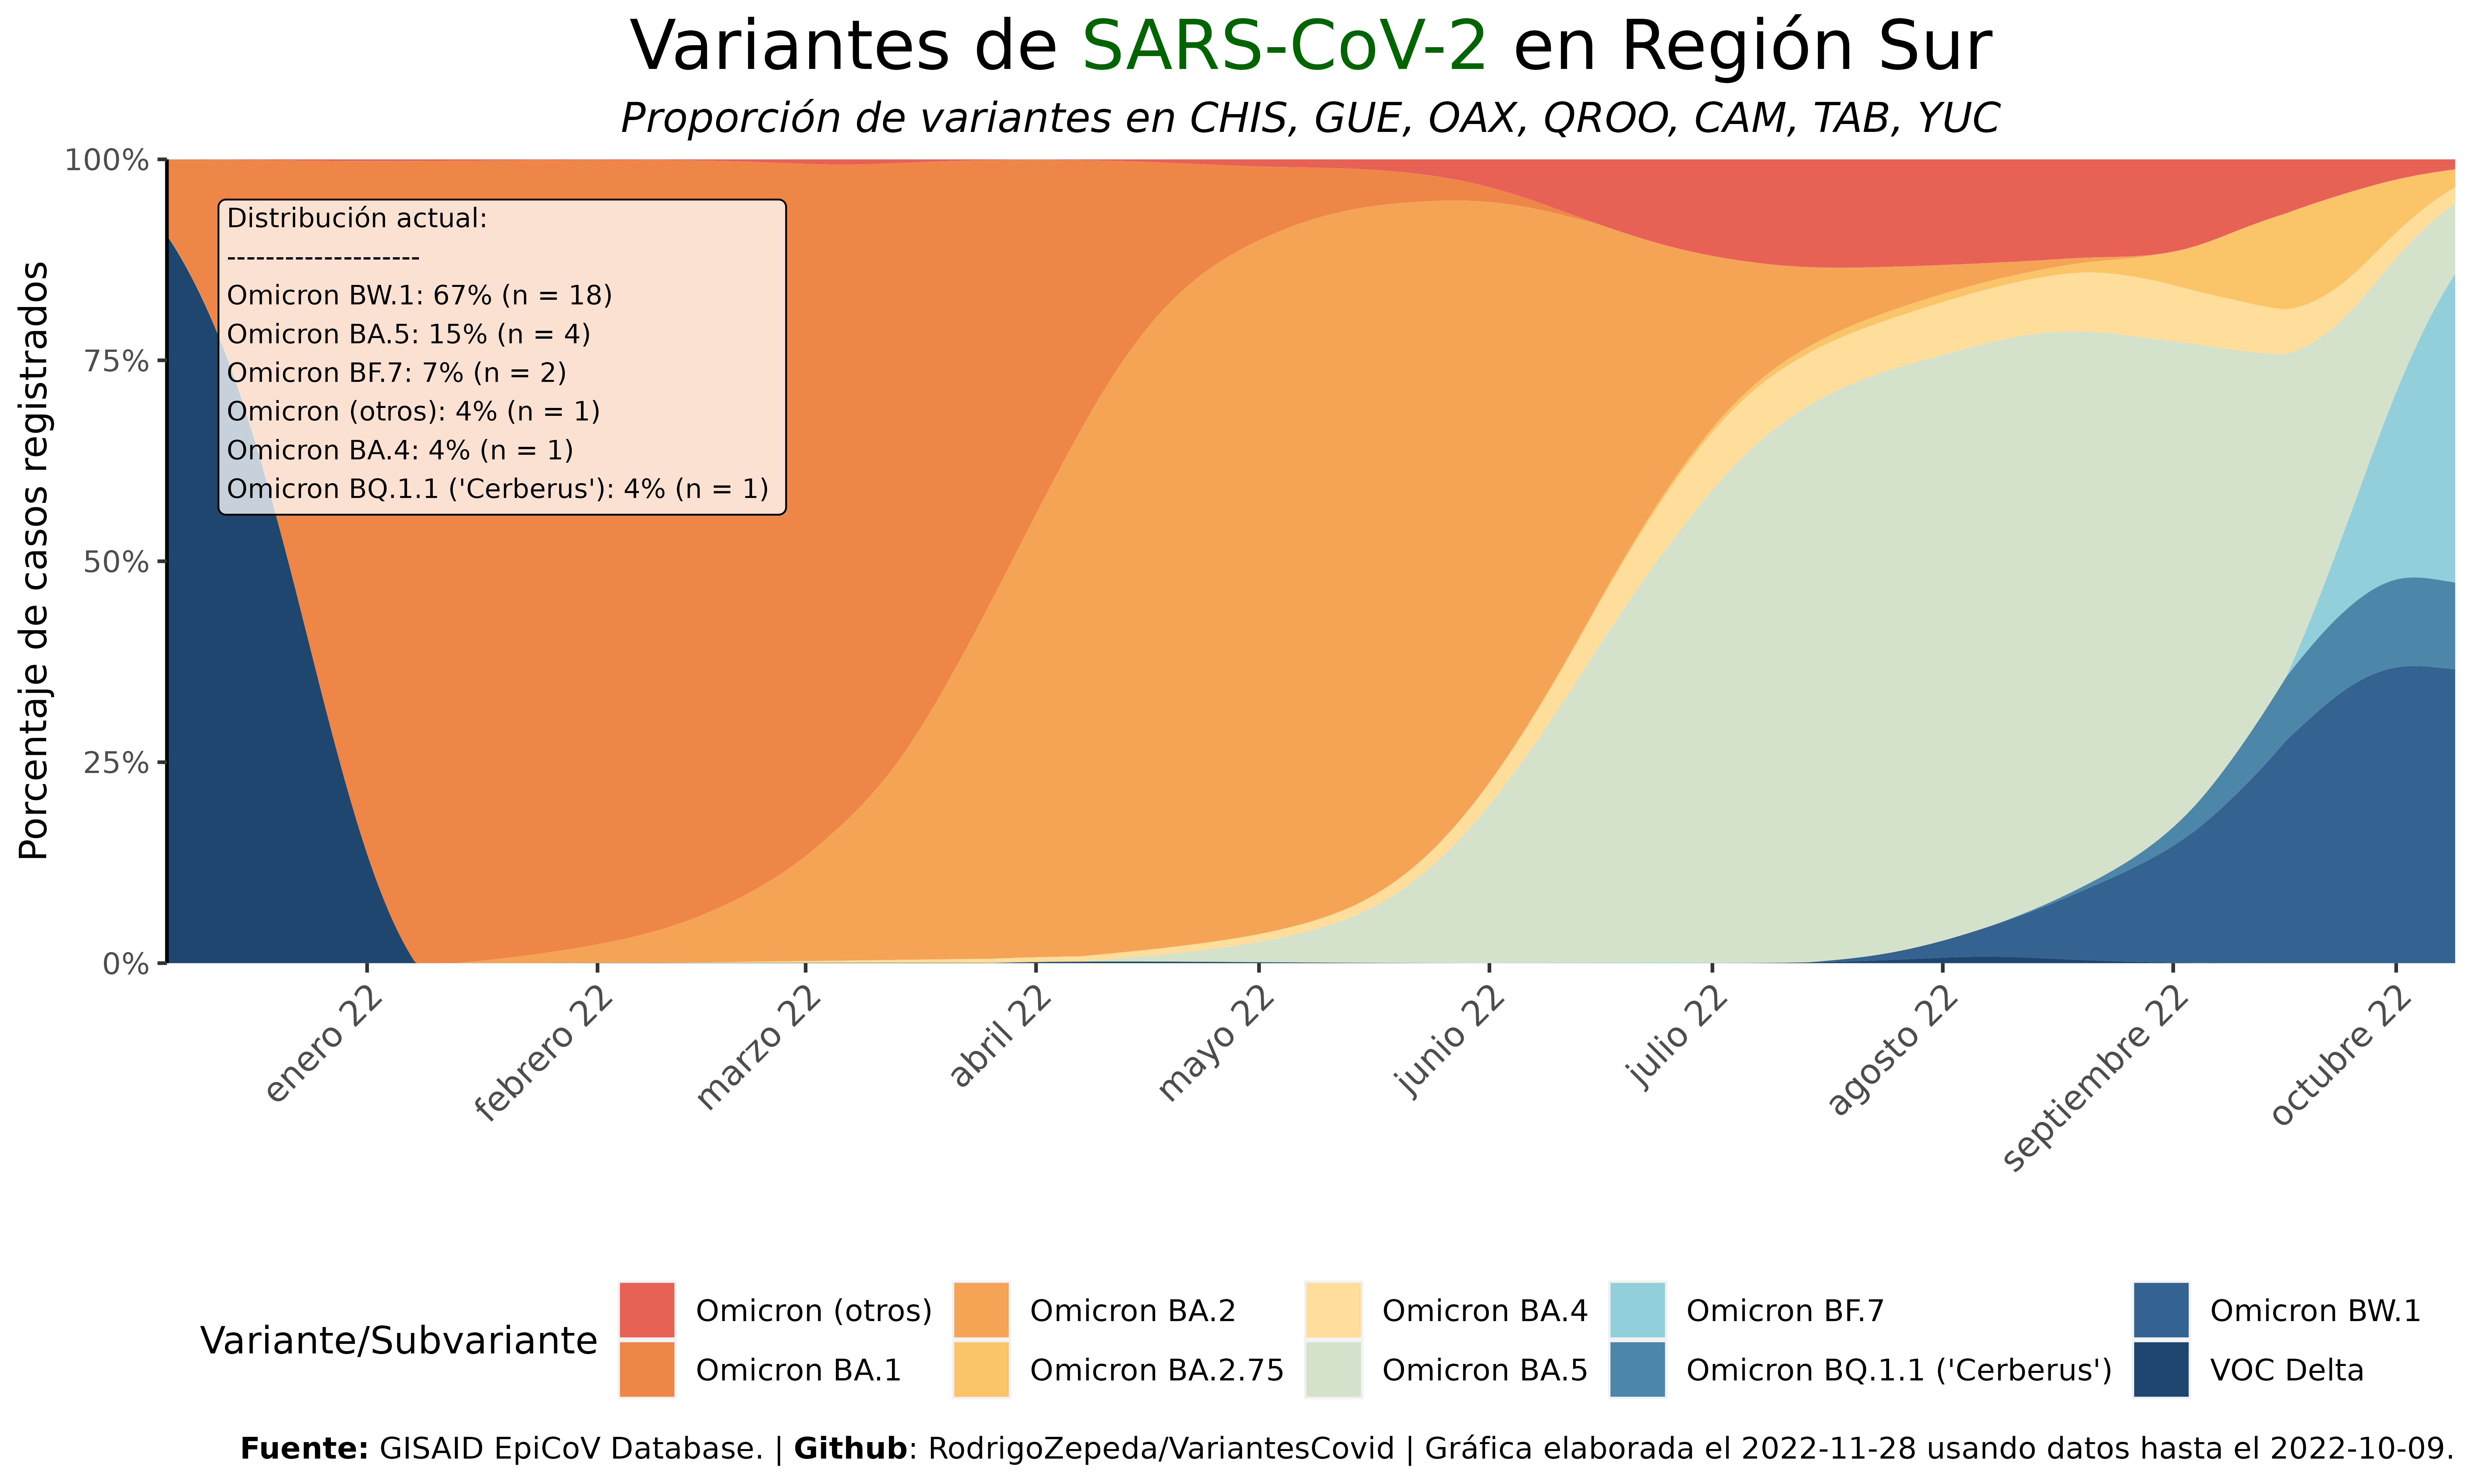 Variantes de SARS-CoV-2 en Región Sur
Proporción de variantes en CHIS, GUE, OAX, QROO, CAM, TAB, YUC
Porcentaje de casos registrados
100%
75%
50%
25%
0%
Distribución actual:
--------------------
Omicron BW.1: 67% (n = 18)
Omicron BA.5: 15% (n = 4)
Omicron BF.7: 7% (n = 2)
Omicron (otros): 4% (n = 1)
Omicron BA.4: 4% (n = 1)
Omicron BQ.1.1 ('Cerberus'): 4% (n = 1)
enero 22
febrero 22
marzo 22
abril 22
mayo 22
junio 22
julio 22
agosto 22
septiembre 22
octubre 22
Variante/Subvariante
Omicron (otros)
Omicron BA.1
Omicron BA.2
Omicron BA.2.75
Omicron BA.4
Omicron BA.5
Omicron BF.7
Omicron BQ.1.1 ('Cerberus')
Omicron BW.1
VOC Delta
Fuente: GISAID EpiCoV Database. | Github: RodrigoZepeda/VariantesCovid | Gráfica elaborada el 2022-11-28 usando datos hasta el 2022-10-09.